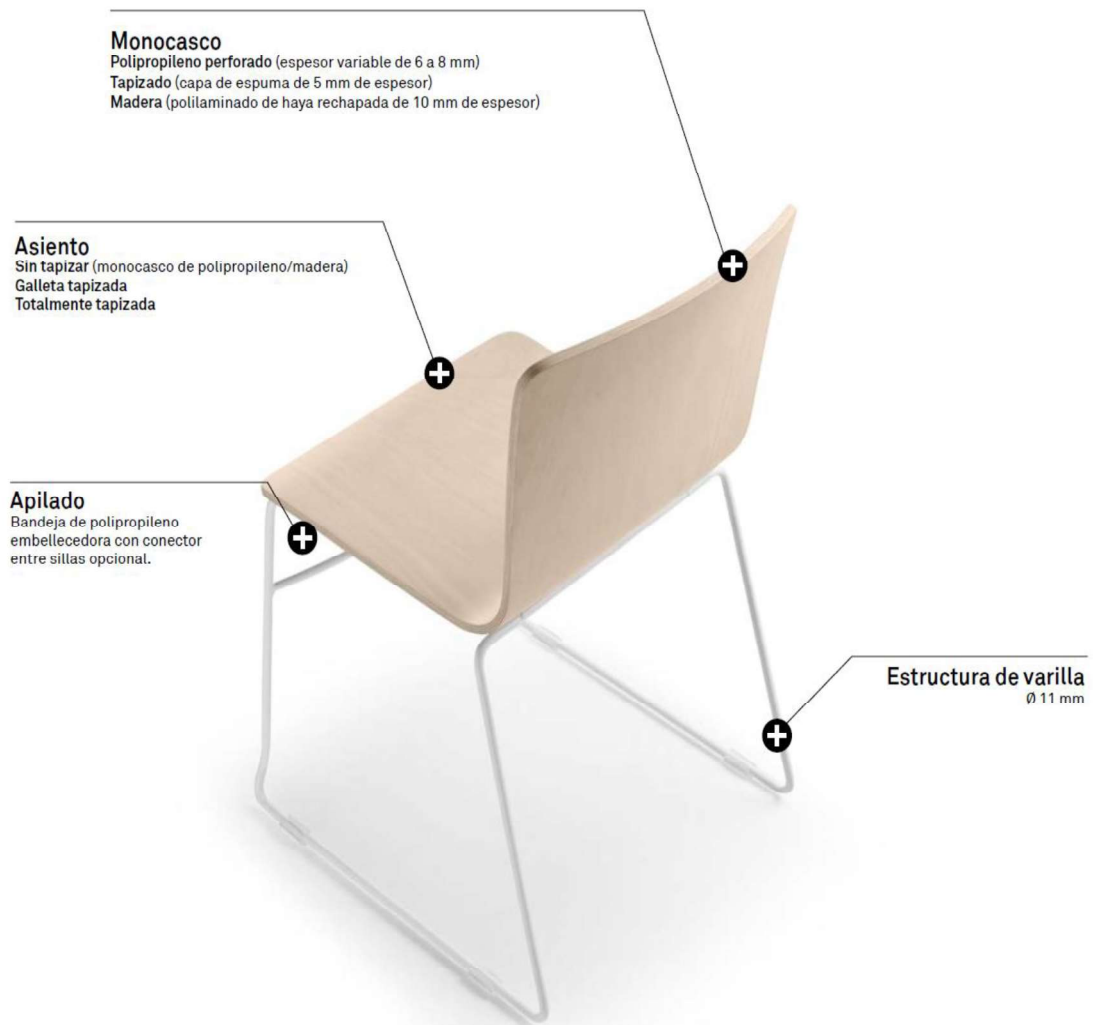 Monocasco
Polipropileno perforado (espesor variable de 6 a 8 mm)
Tapizado (capa de espuma de 5 mm de espesor)
Madera (polilaminado de haya rechapada de 10 mm de espesor)
Asiento
Sin tapizar (monocasco de polipropileno/madera)
Galleta tapizada
Totalmente tapizada
Apilado
Bandeja de polipropileno
embellecedora con conector
entre sillas opcional.
Estructura de varilla
Ø 11 mm